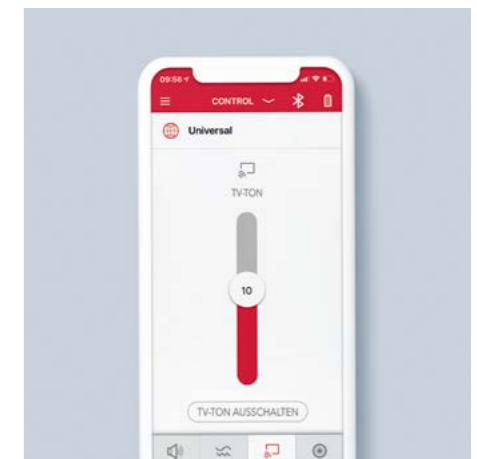 09:56
CONTROL
Universal
TV-TON
10
TV-TON AUSSCHALTEN